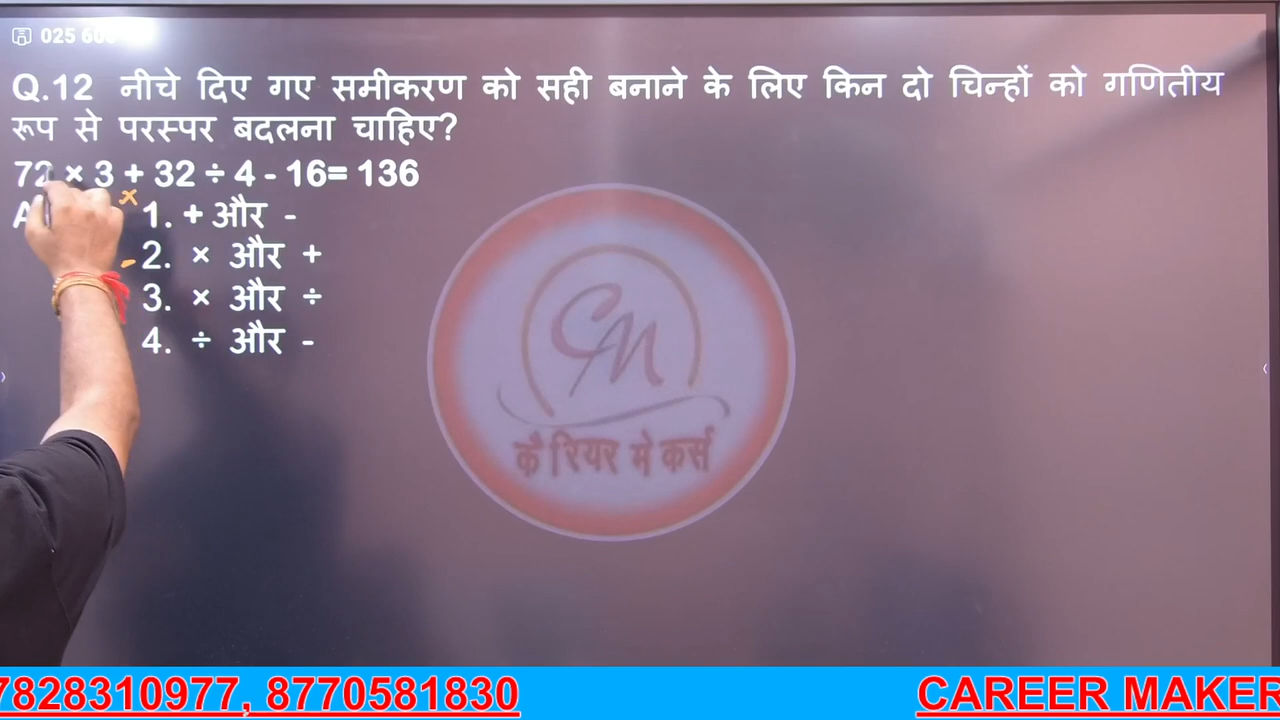 025 60
Q.12 नीचे दिए गए समीकरण को सही बनाने के लिए किन दो चिन्हों को गणितीय
रूप से परस्पर बदलना चाहिए?
72 × 3 + 32 ÷ 4 - 16= 136
× 1. + और -
- 2. × और +
3. × और ÷
4. ÷ और -
CM
कैरियर मेकर्स
7828310977, 8770581830
CAREER MAKER